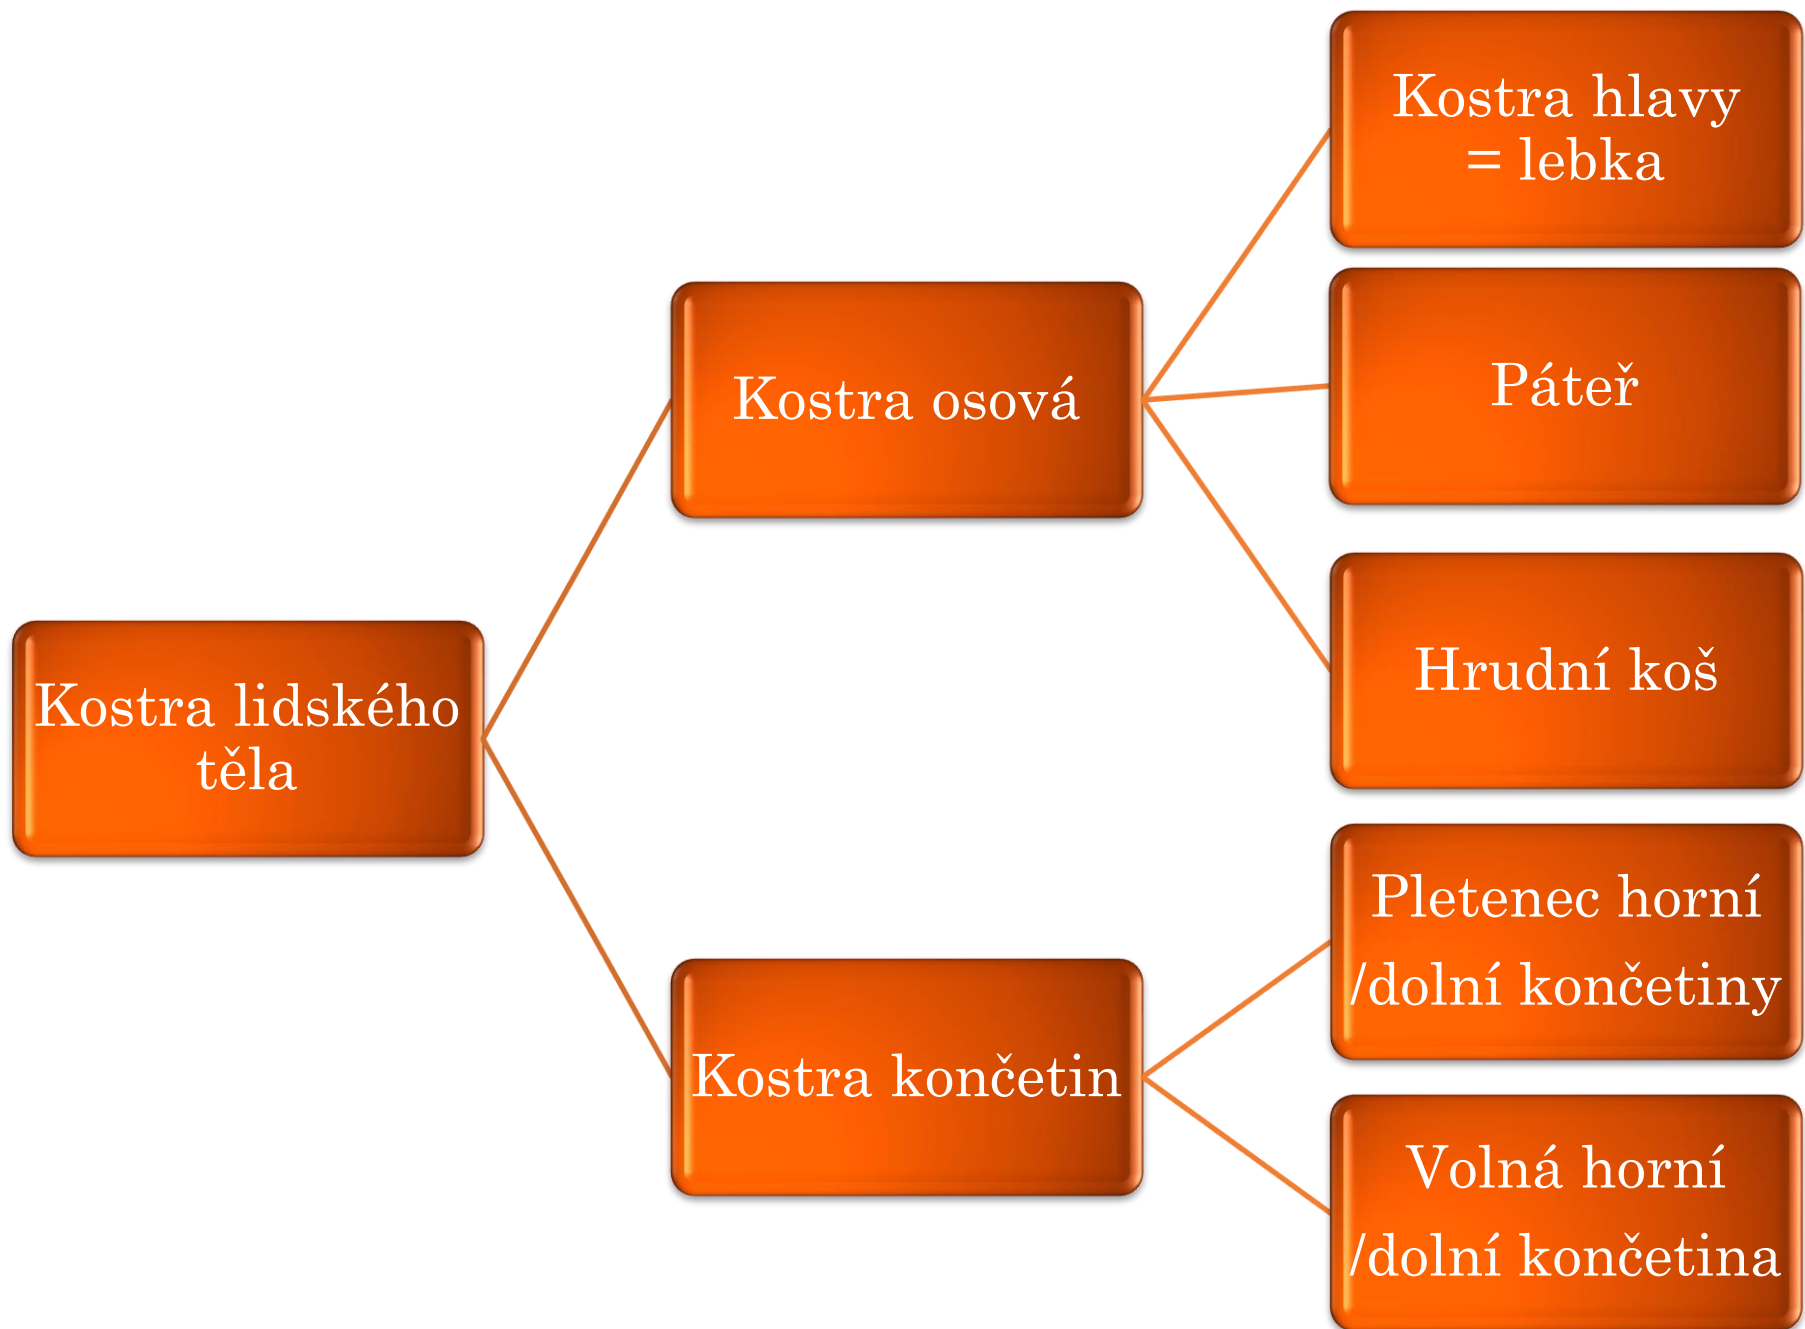 Kostra lidského
těla
Kostra osová
Kostra hlavy
= lebka
Páteř
Hrudní koš
Kostra končetin
Pletenec horní
/dolní končetiny
Volná horní
/dolní končetina